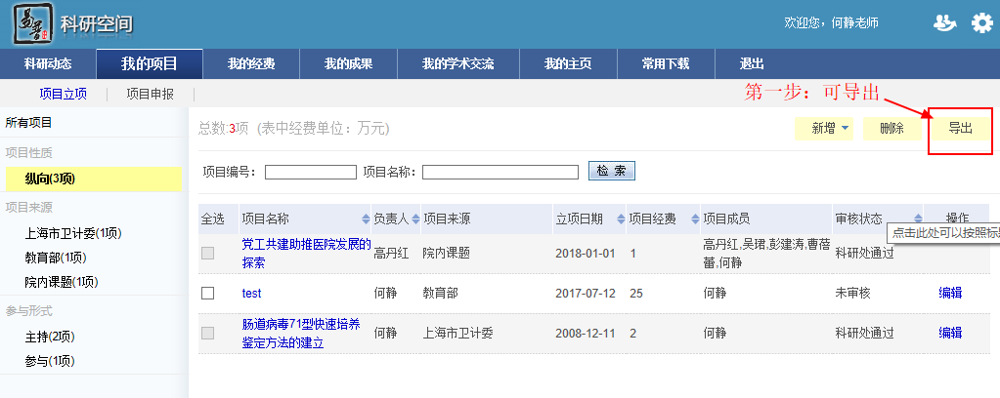 易普 科研空间
欢迎您，何静老师
科研动态 我的项目 我的经费 我的成果 我的学术交流 我的主页 常用下载 退出
项目立项 项目申报
第一步：可导出
所有项目
项目性质
纵向(3项)
项目来源
上海市卫计委(1项)
教育部(1项)
院内课题(1项)
参与形式
主持(2项)
参与(1项)
总数:3项 (表中经费单位：万元)
新增 删除 导出
项目编号： 项目名称： 检 索
全选 项目名称 负责人 项目来源 立项日期 项目经费 项目成员 审核状态 操作
点击此处可以按照标题
党工共建助推医院发展的
探索 高丹红 院内课题 2018-01-01 1 高丹红,吴珺,彭建涛,曹蓓
蕾,何静 科研处通过
test 何静 教育部 2017-07-12 25 何静 未审核 编辑
肠道病毒71型快速培养
鉴定方法的建立 何静 上海市卫计委 2008-12-11 2 何静 科研处通过 编辑